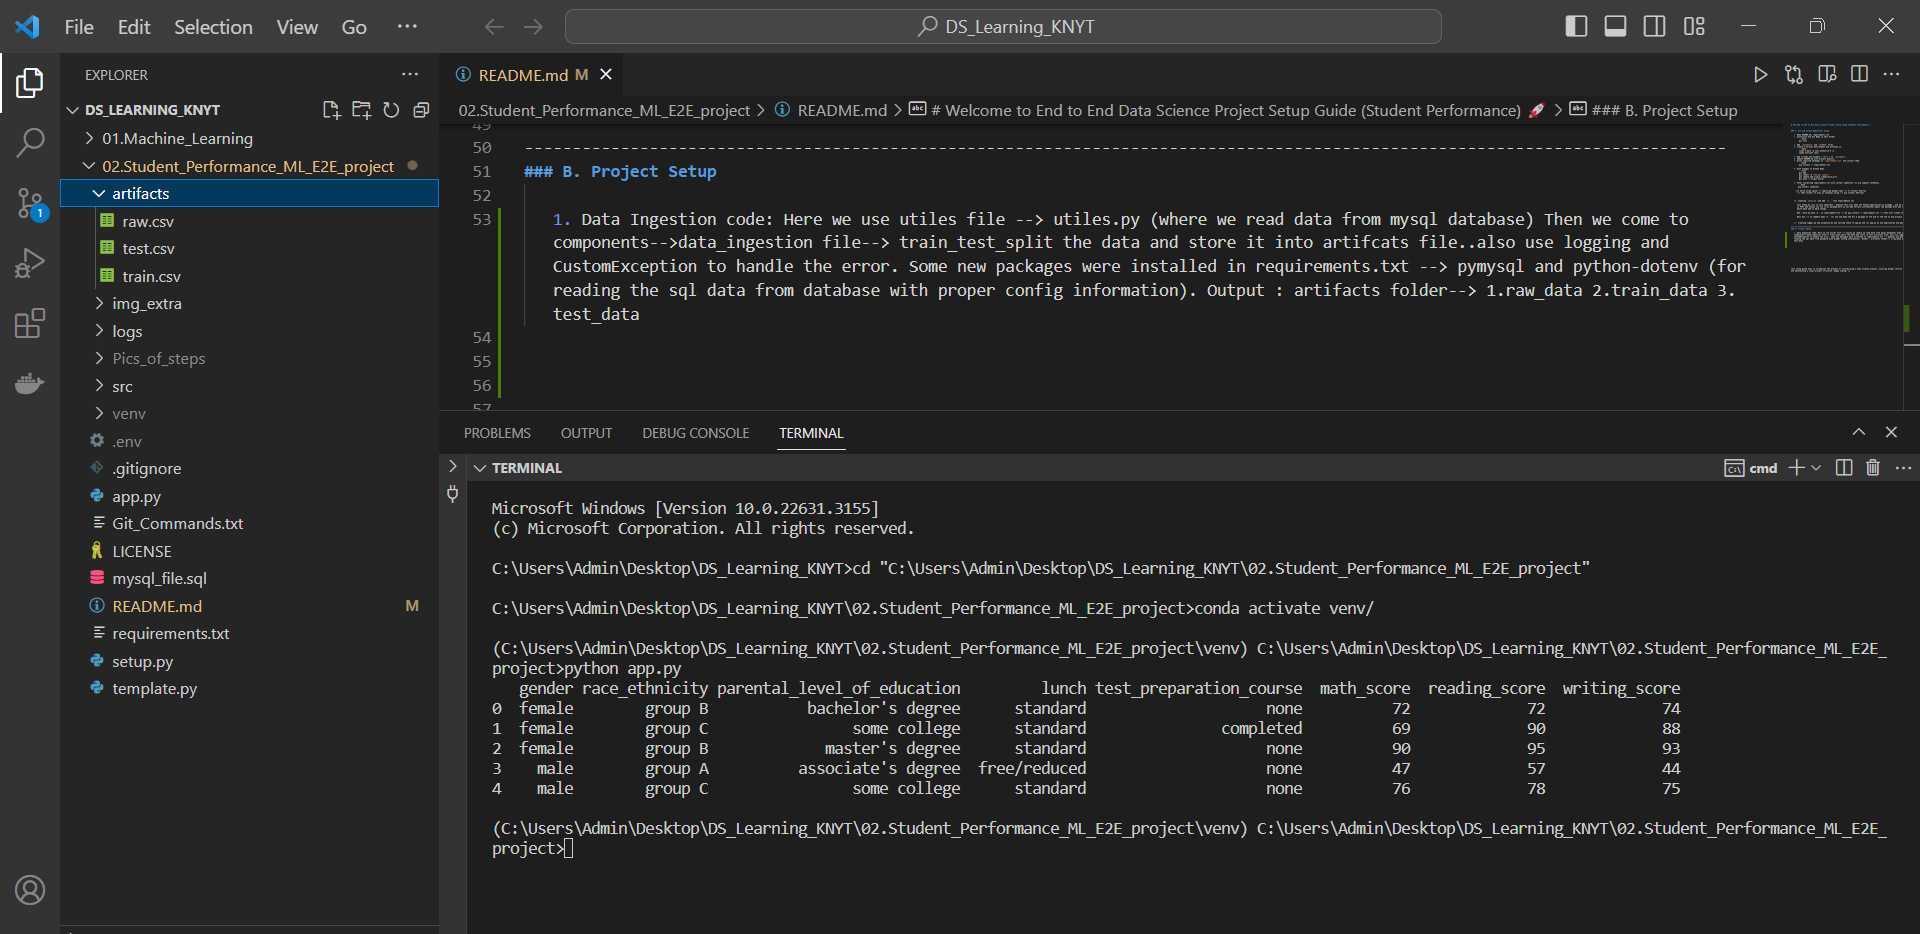 File Edit Selection View Go ··· DS_Learning_KNYT
EXPLORER ···
DS_LEARNING_KNYT
01.Machine_Learning
02.Student_Performance_ML_E2E_project
artifacts
raw.csv
test.csv
train.csv
img_extra
logs
Pics_of_steps
src
venv
.env
.gitignore
app.py
Git_Commands.txt
LICENSE
mysql_file.sql
README.md M
requirements.txt
setup.py
template.py
1
README.md M
02.Student_Performance_ML_E2E_project > README.md > # Welcome to End to End Data Science Project Setup Guide (Student Performance) 🚀 > ### B. Project Setup
49
50 --------------------------------------------------------------------------------------------------------------------------------
51 ### B. Project Setup
52
53 1. Data Ingestion code: Here we use utiles file --> utiles.py (where we read data from mysql database) Then we come to
components-->data_ingestion file--> train_test_split the data and store it into artifcats file..also use logging and
CustomException to handle the error. Some new packages were installed in requirements.txt --> pymysql and python-dotenv (for
reading the sql data from database with proper config information). Output : artifacts folder--> 1.raw_data 2.train_data 3.
test_data
54
55
56
57
PROBLEMS OUTPUT DEBUG CONSOLE TERMINAL
TERMINAL cmd
Microsoft Windows [Version 10.0.22631.3155]
(c) Microsoft Corporation. All rights reserved.
C:\Users\Admin\Desktop\DS_Learning_KNYT>cd "C:\Users\Admin\Desktop\DS_Learning_KNYT\02.Student_Performance_ML_E2E_project"
C:\Users\Admin\Desktop\DS_Learning_KNYT\02.Student_Performance_ML_E2E_project>conda activate venv/
(C:\Users\Admin\Desktop\DS_Learning_KNYT\02.Student_Performance_ML_E2E_project\venv) C:\Users\Admin\Desktop\DS_Learning_KNYT\02.Student_Performance_ML_E2E_
project>python app.py
gender race_ethnicity parental_level_of_education lunch test_preparation_course math_score reading_score writing_score
0 female group B bachelor's degree standard none 72 72 74
1 female group C some college standard completed 69 90 88
2 female group B master's degree standard none 90 95 93
3 male group A associate's degree free/reduced none 47 57 44
4 male group C some college standard none 76 78 75
(C:\Users\Admin\Desktop\DS_Learning_KNYT\02.Student_Performance_ML_E2E_project\venv) C:\Users\Admin\Desktop\DS_Learning_KNYT\02.Student_Performance_ML_E2E_
project>